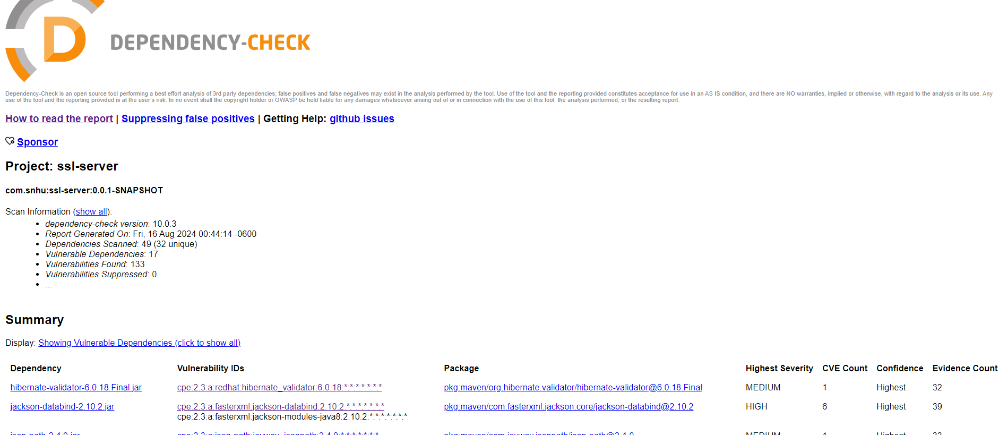 DEPENDENCY-CHECK
Dependency-Check is an open source tool performing a best effort analysis of 3rd party dependencies; false positives and false negatives may exist in the analysis performed by the tool. Use of the tool and the reporting provided constitutes acceptance for use in an AS IS condition, and there are NO warranties, implied or otherwise, with regard to the analysis or its use. Any
use of the tool and the reporting provided is at the user's risk. In no event shall the copyright holder or OWASP be held liable for any damages whatsoever arising out of or in connection with the use of this tool, the analysis performed, or the resulting report.
How to read the report | Suppressing false positives | Getting Help: github issues
Sponsor
Project: ssl-server
com.snhu:ssl-server:0.0.1-SNAPSHOT
Scan Information (show all):
• dependency-check version: 10.0.3
• Report Generated On: Fri, 16 Aug 2024 00:44:14 -0600
• Dependencies Scanned: 49 (32 unique)
• Vulnerable Dependencies: 17
• Vulnerabilities Found: 133
• Vulnerabilities Suppressed: 0
• ...
Summary
Display: Showing Vulnerable Dependencies (click to show all)
Dependency Vulnerability IDs Package Highest Severity CVE Count Confidence Evidence Count
hibernate-validator-6.0.18.Final.jar cpe:2.3:a:redhat:hibernate_validator:6.0.18:*:*:*:*:*:*:* pkg:maven/org.hibernate.validator/hibernate-validator@6.0.18.Final MEDIUM 1 Highest 32
jackson-databind-2.10.2.jar cpe:2.3:a:fasterxml:jackson-databind:2.10.2:*:*:*:*:*:*:* pkg:maven/com.fasterxml.jackson.core/jackson-databind@2.10.2 HIGH 6 Highest 39
cpe:2.3:a:fasterxml:jackson-modules-java8:2.10.2:*:*:*:*:*:*:*
json-path-2.4.0.jar cpe:2.3:a:json-path:jayway_jsonpath:2.4.0:*:*:*:*:*:*:* pkg:maven/com.jayway.jsonpath/json-path@2.4.0 MEDIUM 1 Highest 33